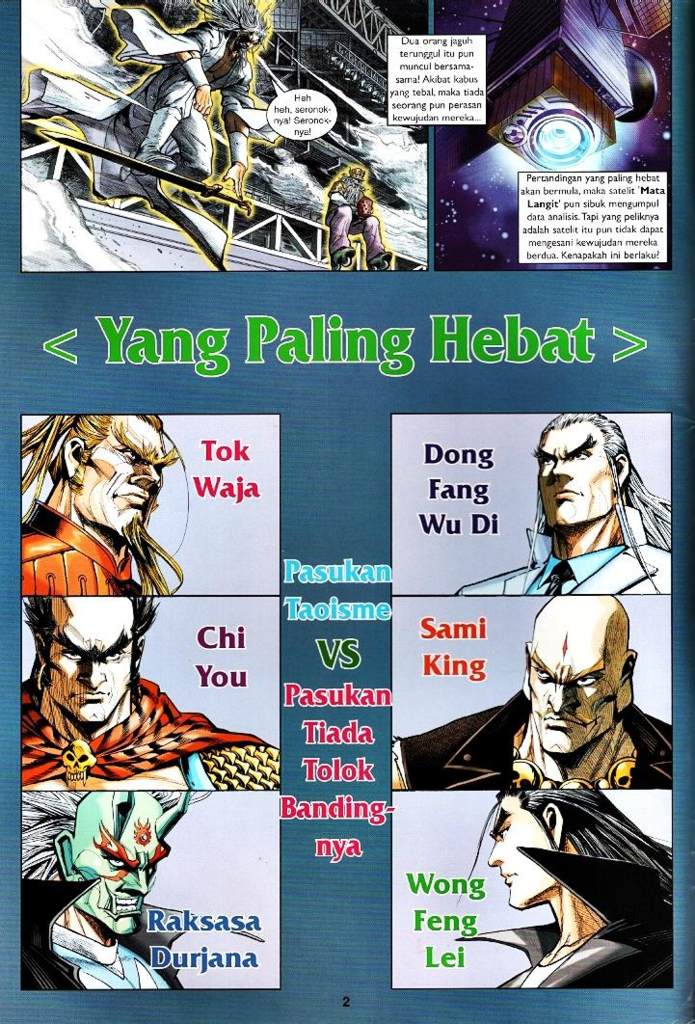 Dua orang jaguh
terunggul itu pun
muncul bersama-
sama! Akibat kabus
yang tebal, maka tiada
seorang pun perasan
kewujudan mereka...
Heh
heh, seronok-
nya! Seronok-
nya!
Pertandingan yang paling hebat
akan bermula, maka satelit 'Mata
Langit' pun sibuk mengumpul
data analisis. Tapi yang peliknya
adalah satelit itu pun tidak dapat
mengesani kewujudan mereka
berdua. Kenapakah ini berlaku?
< Yang Paling Hebat >
Tok
Waja
Dong
Fang
Wu Di
Pasukan
Taoisme
VS
Pasukan
Tiada
Tolok
Banding-
nya
Chi
You
Sami
King
Raksasa
Durjana
Wong
Feng
Lei
2